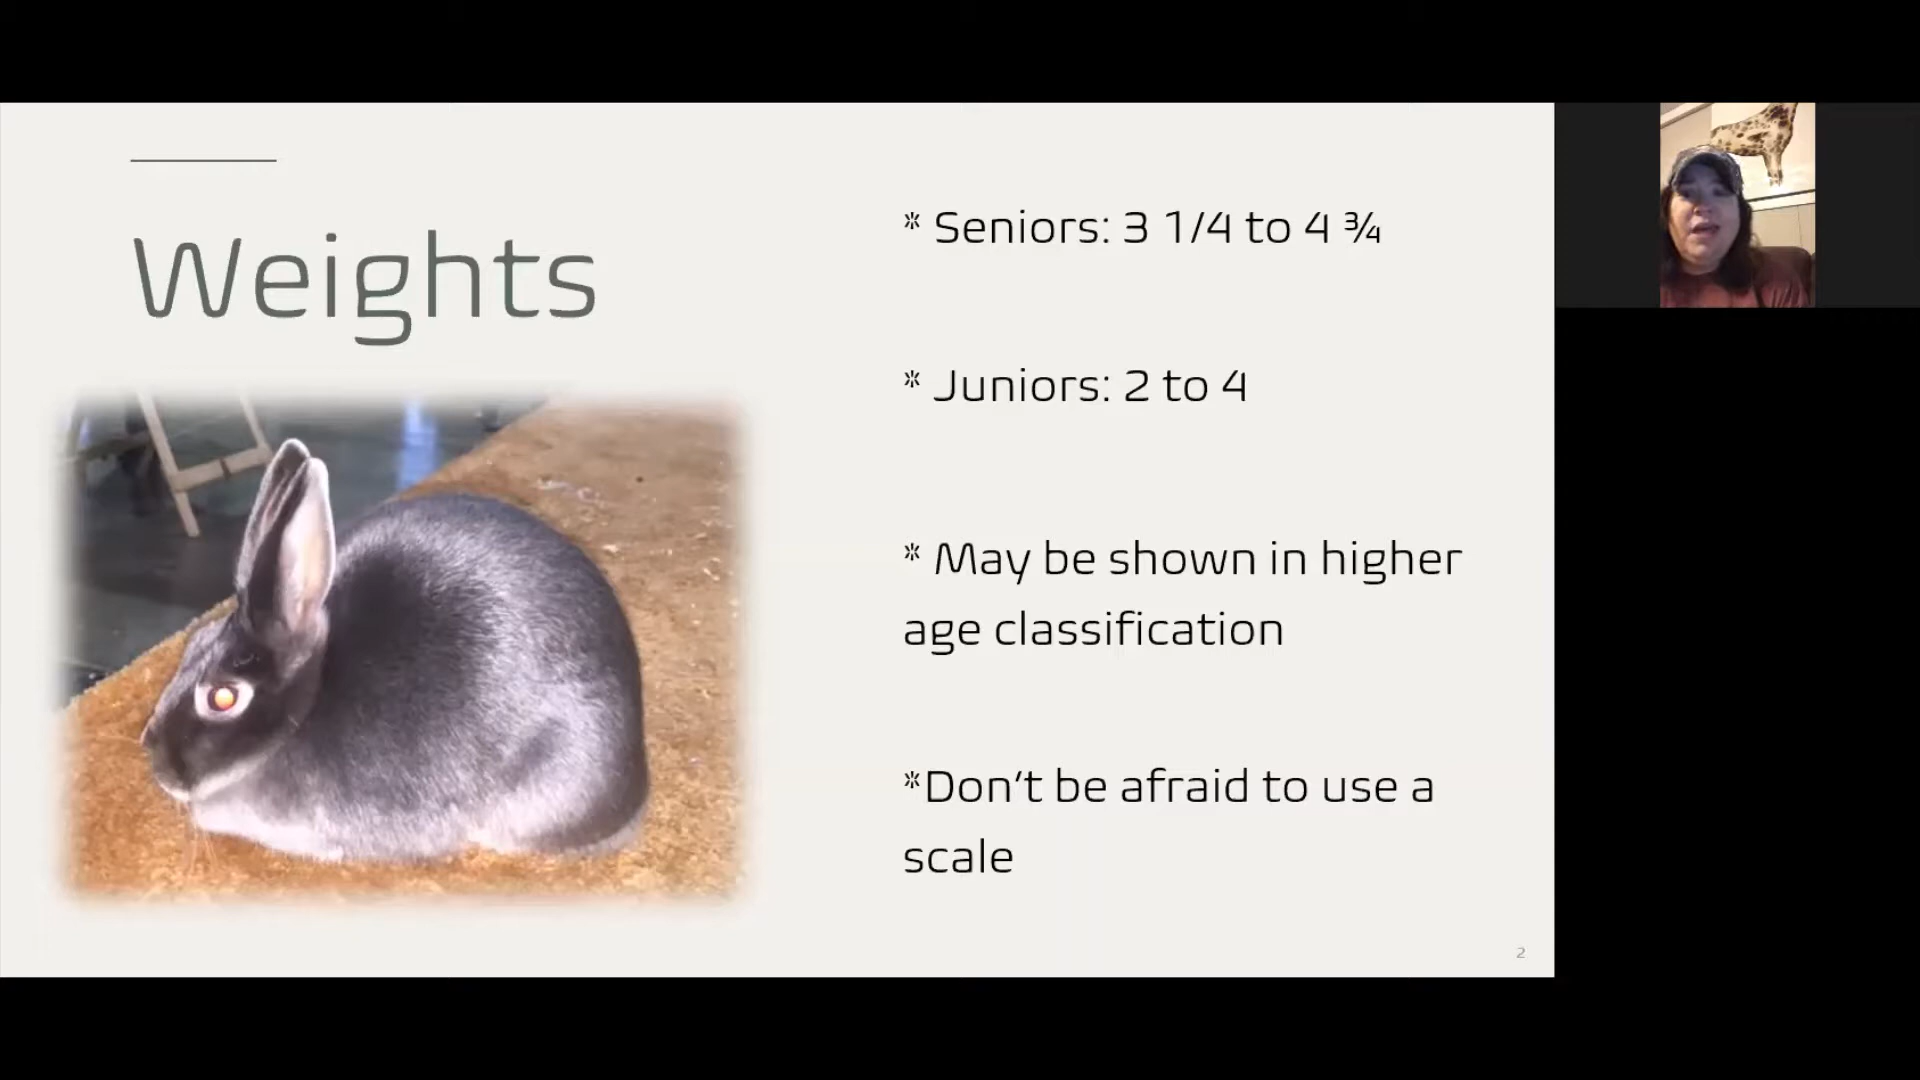 Weights
* Seniors: 3 1/4 to 4 ¾
* Juniors: 2 to 4
* May be shown in higher
age classification
*Don’t be afraid to use a
scale
2